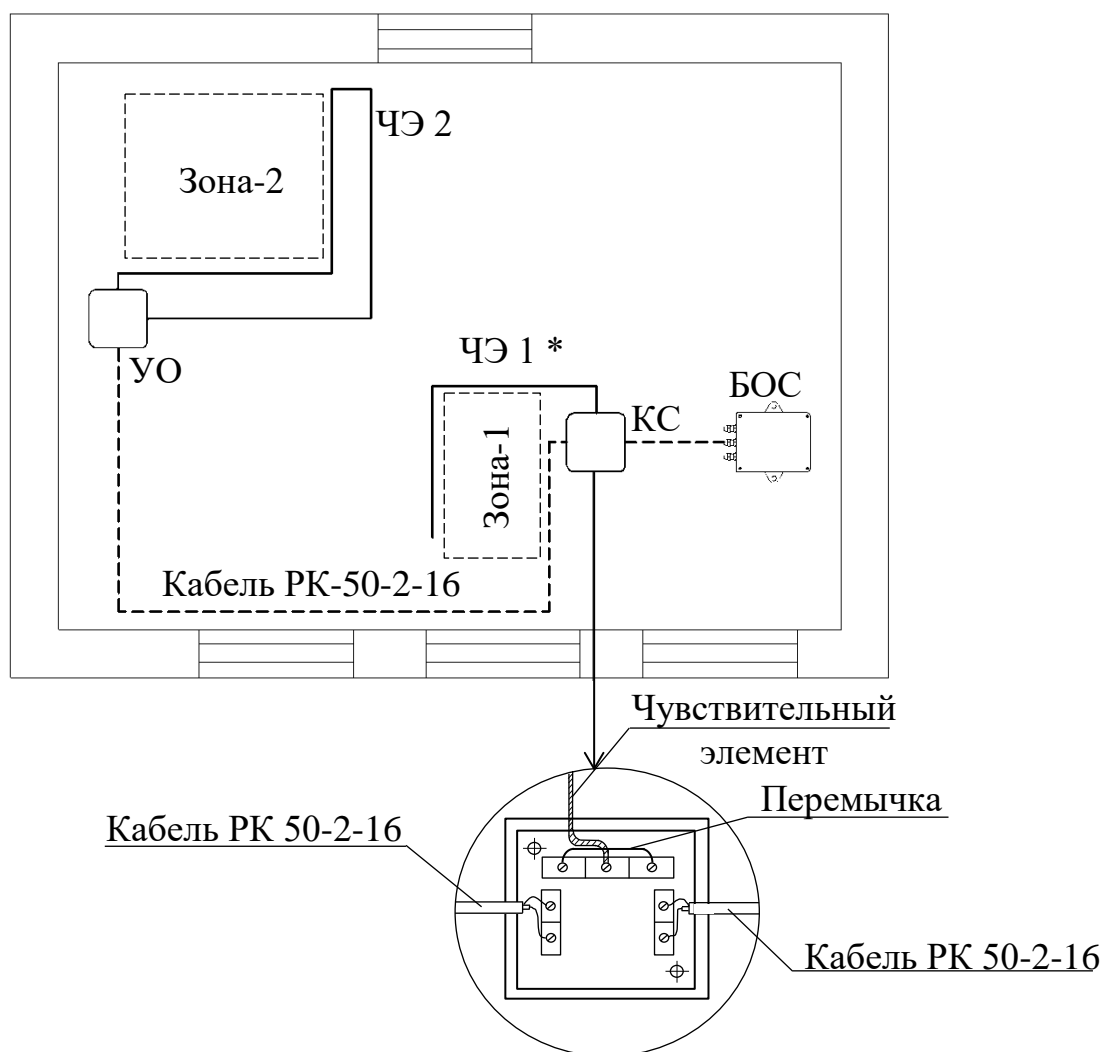 ЧЭ 2
Зона-2
УО
ЧЭ 1 *
БОС
КС
Зона-1
Кабель РК-50-2-16
Чувствительный
элемент
Перемычка
Кабель РК 50-2-16
Кабель РК 50-2-16